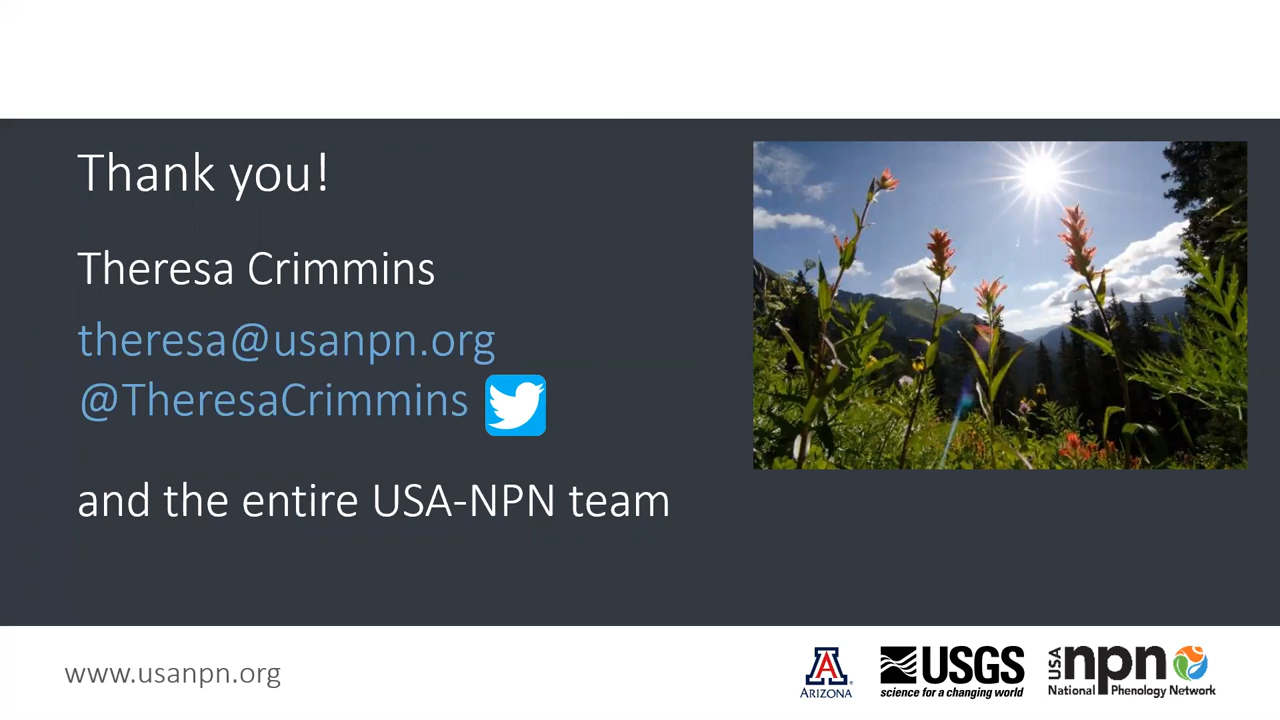 Thank you!
Theresa Crimmins
theresa@usanpn.org
@TheresaCrimmins
and the entire USA-NPN team
www.usanpn.org
A
ARIZONA
USGS
science for a changing world
USA npn
National Phenology Network